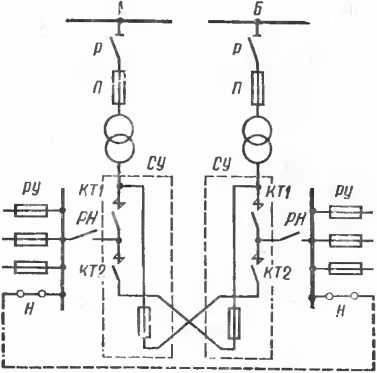 А Б
Р Р
П П
СУ СУ
РУ КТ1 КТ1 РУ
РН РН
КТ2 КТ2
Н Н